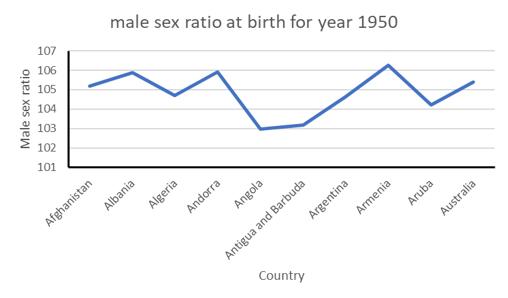 male sex ratio at birth for year 1950
Male sex ratio
107
106
105
104
103
102
101
Afghanistan
Albania
Algeria
Andorra
Angola
Antigua and Barbuda
Argentina
Armenia
Aruba
Australia
Country